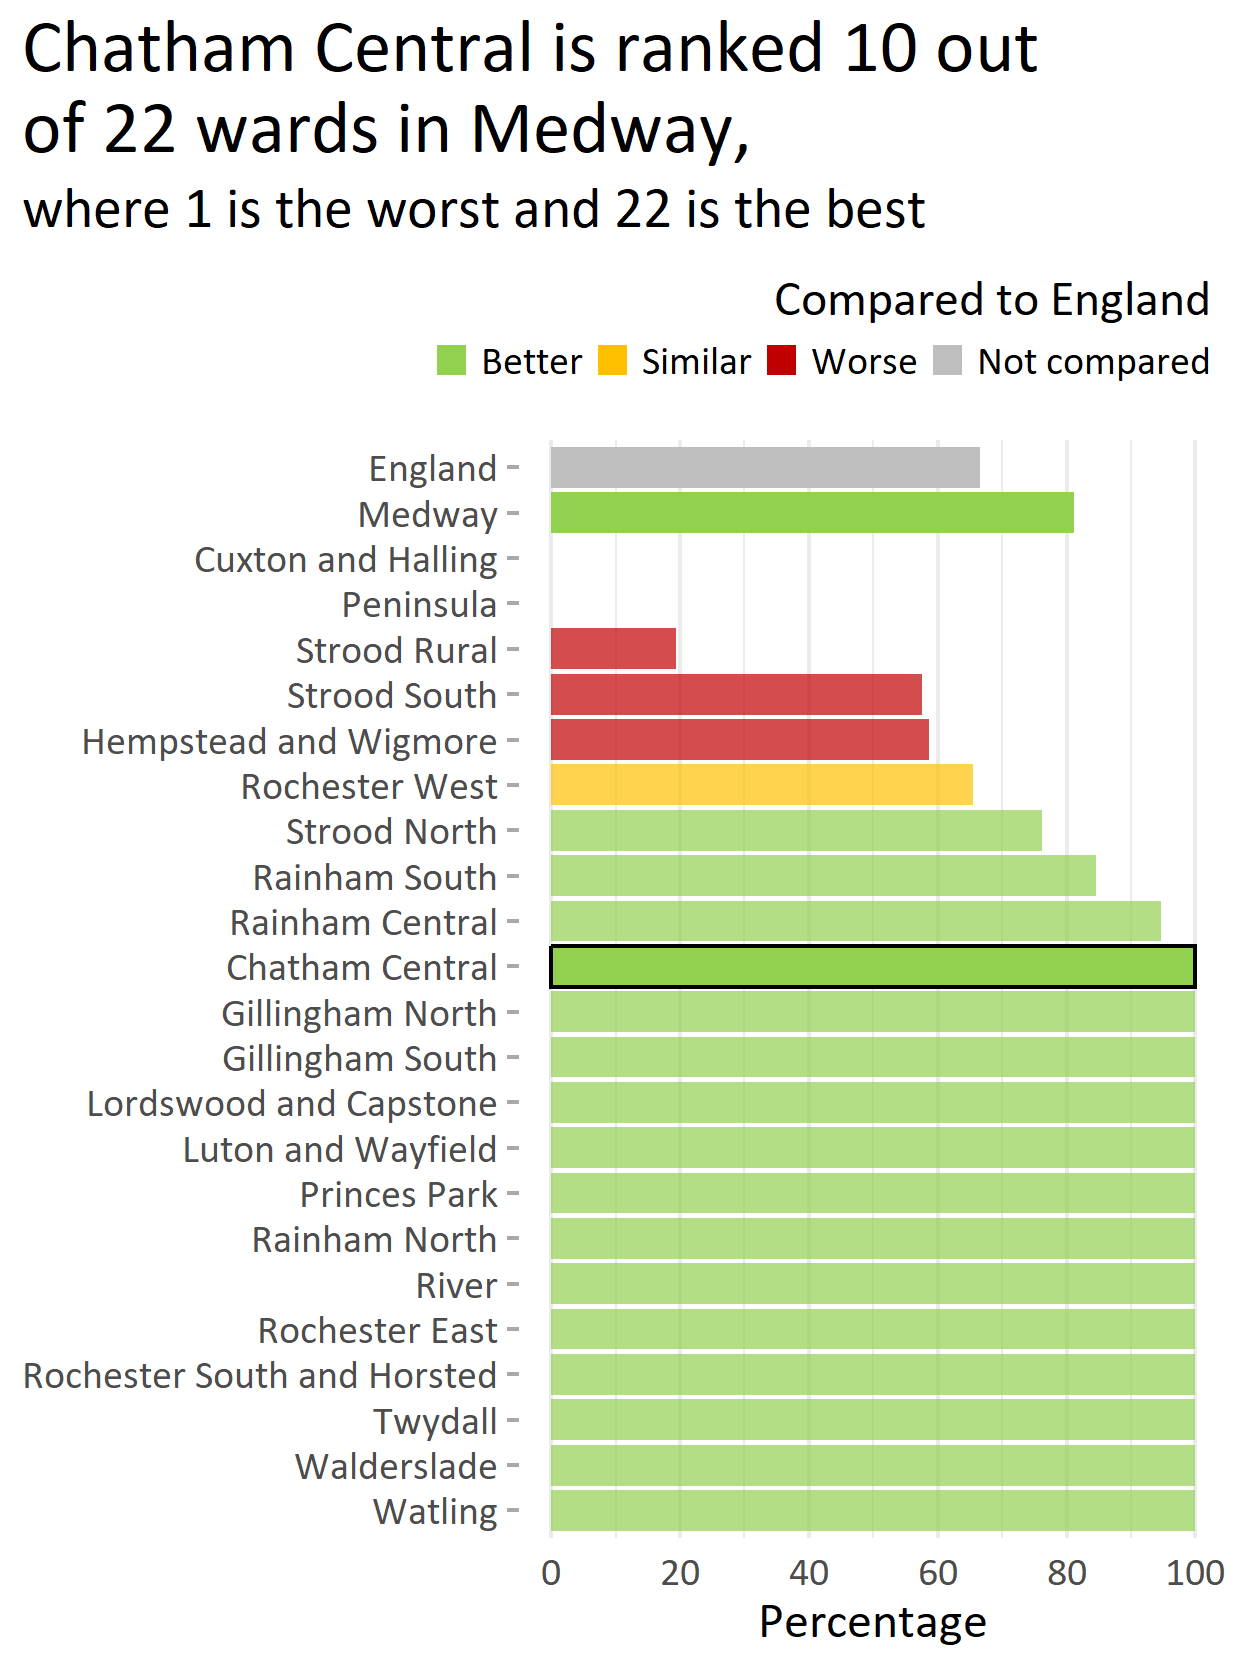 Chatham Central is ranked 10 out
of 22 wards in Medway,
where 1 is the worst and 22 is the best
Compared to England
Better Similar Worse Not compared
England
Medway
Cuxton and Halling
Peninsula
Strood Rural
Strood South
Hempstead and Wigmore
Rochester West
Strood North
Rainham South
Rainham Central
Chatham Central
Gillingham North
Gillingham South
Lordswood and Capstone
Luton and Wayfield
Princes Park
Rainham North
River
Rochester East
Rochester South and Horsted
Twydall
Walderslade
Watling
0 20 40 60 80 100
Percentage